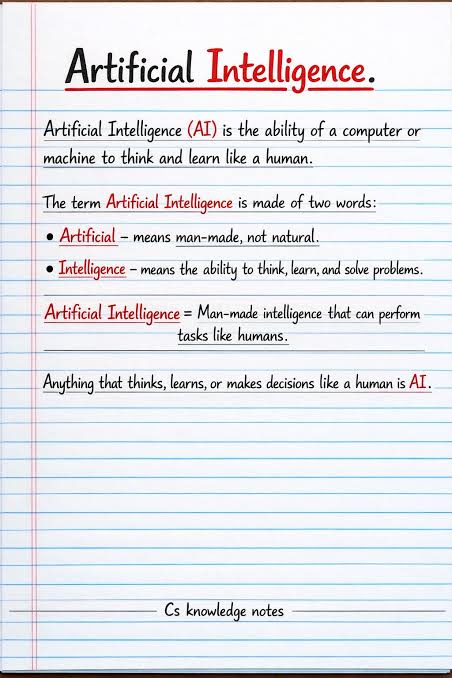 Artificial Intelligence.
Artificial Intelligence (AI) is the ability of a computer or
machine to think and learn like a human.
The term Artificial Intelligence is made of two words:
• Artificial – means man-made, not natural.
• Intelligence – means the ability to think, learn, and solve problems.
Artificial Intelligence = Man-made intelligence that can perform
tasks like humans.
Anything that thinks, learns, or makes decisions like a human is AI.
Cs knowledge notes